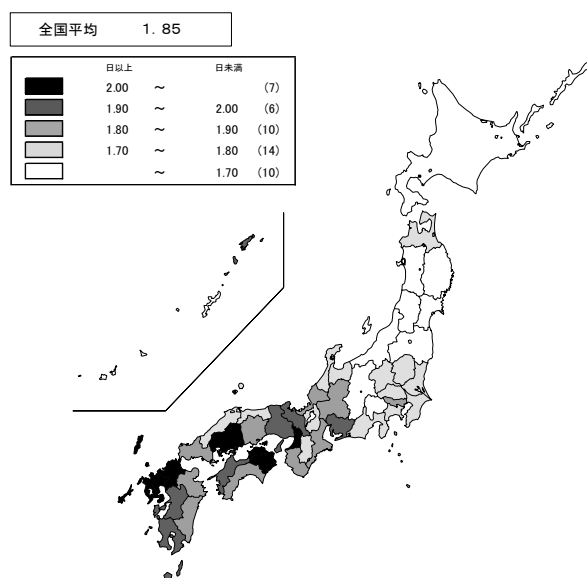 全国平均 1.85
日以上 日未満
2.00 ～ (7)
1.90 ～ 2.00 (6)
1.80 ～ 1.90 (10)
1.70 ～ 1.80 (14)
～ 1.70 (10)